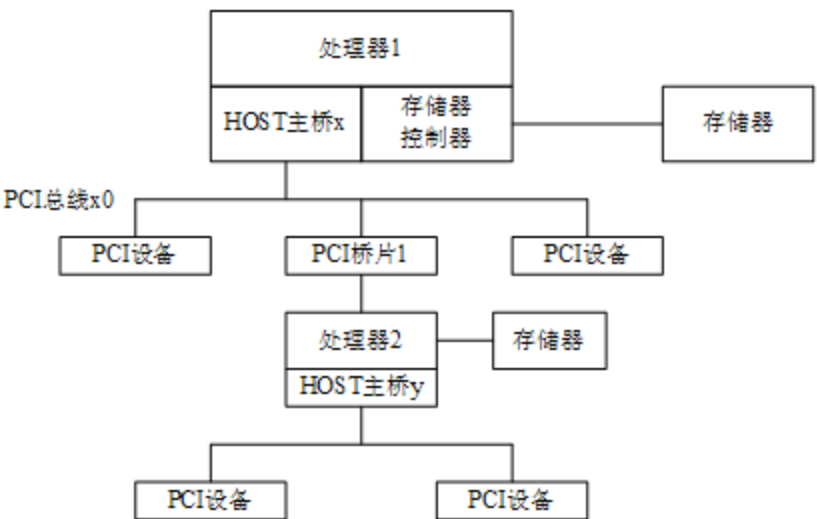 处理器1
HOST主桥x
存储器
控制器
存储器
PCI总线x0
PCI设备
PCI桥片1
PCI设备
处理器2
存储器
HOST主桥y
PCI设备
PCI设备